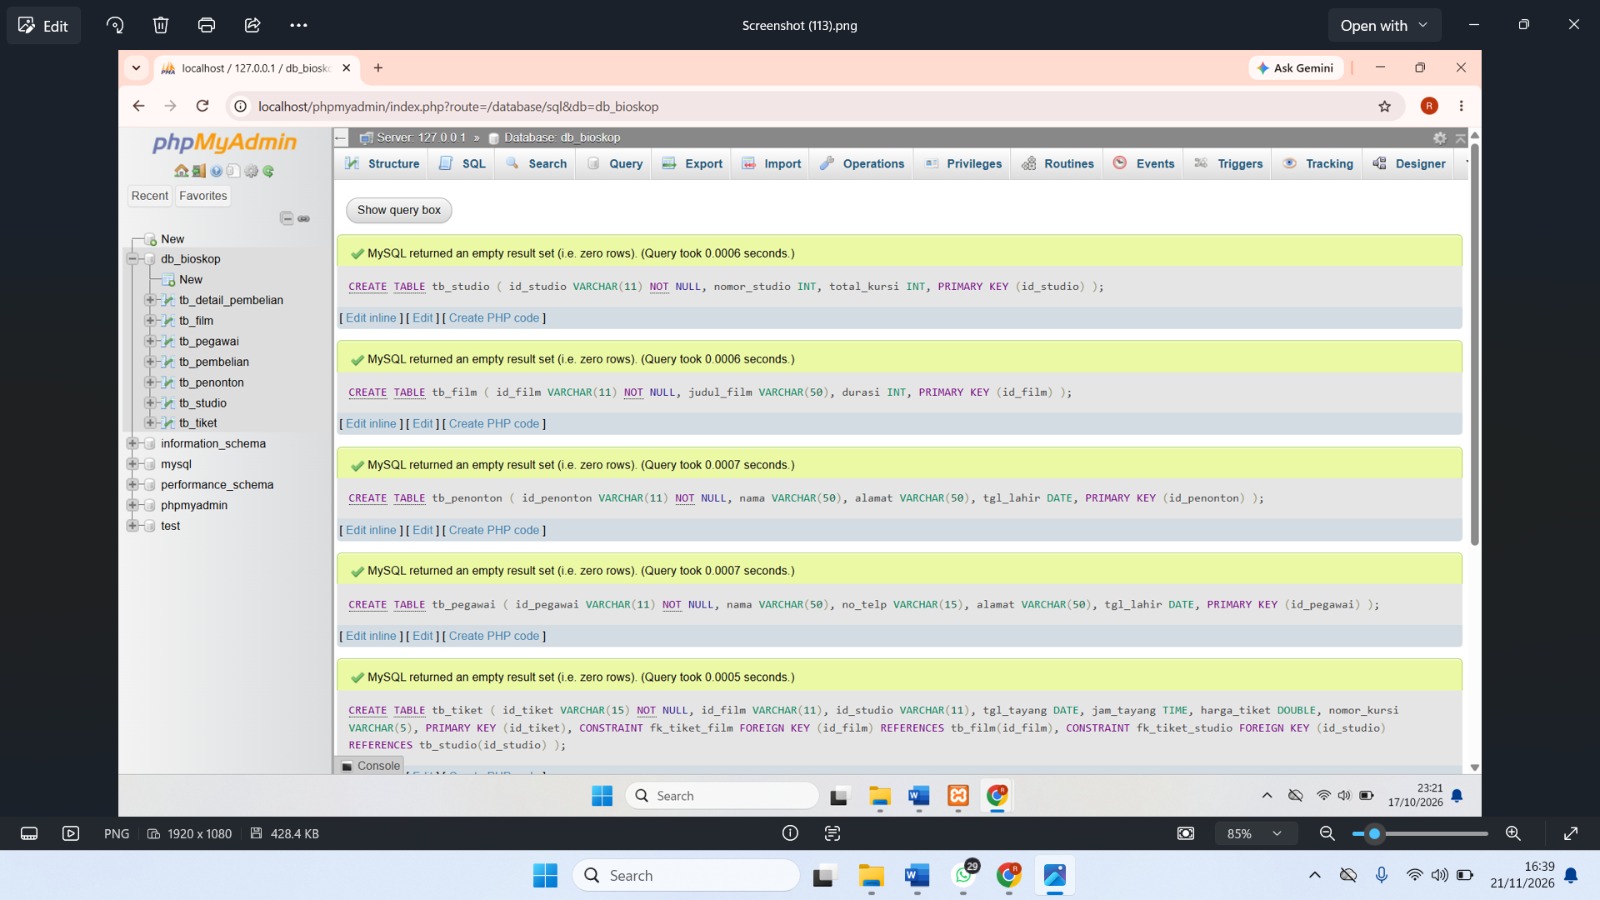 Edit
Screenshot (113).png
Open with
localhost / 127.0.0.1 / db_biosko
Ask Gemini
localhost/phpmyadmin/index.php?route=/database/sql&db=db_bioskop
R
phpMyAdmin
Server: 127.0.0.1 » Database: db_bioskop
Structure SQL Search Query Export Import Operations Privileges Routines Events Triggers Tracking Designer
Recent Favorites
Show query box
New
db_bioskop
New
tb_detail_pembelian
tb_film
tb_pegawai
tb_pembelian
tb_penonton
tb_studio
tb_tiket
information_schema
mysql
performance_schema
phpmyadmin
test
MySQL returned an empty result set (i.e. zero rows). (Query took 0.0006 seconds.)
CREATE TABLE tb_studio ( id_studio VARCHAR(11) NOT NULL, nomor_studio INT, total_kursi INT, PRIMARY KEY (id_studio) );
[ Edit inline ] [ Edit ] [ Create PHP code ]
MySQL returned an empty result set (i.e. zero rows). (Query took 0.0006 seconds.)
CREATE TABLE tb_film ( id_film VARCHAR(11) NOT NULL, judul_film VARCHAR(50), durasi INT, PRIMARY KEY (id_film) );
[ Edit inline ] [ Edit ] [ Create PHP code ]
MySQL returned an empty result set (i.e. zero rows). (Query took 0.0007 seconds.)
CREATE TABLE tb_penonton ( id_penonton VARCHAR(11) NOT NULL, nama VARCHAR(50), alamat VARCHAR(50), tgl_lahir DATE, PRIMARY KEY (id_penonton) );
[ Edit inline ] [ Edit ] [ Create PHP code ]
MySQL returned an empty result set (i.e. zero rows). (Query took 0.0007 seconds.)
CREATE TABLE tb_pegawai ( id_pegawai VARCHAR(11) NOT NULL, nama VARCHAR(50), no_telp VARCHAR(15), alamat VARCHAR(50), tgl_lahir DATE, PRIMARY KEY (id_pegawai) );
[ Edit inline ] [ Edit ] [ Create PHP code ]
MySQL returned an empty result set (i.e. zero rows). (Query took 0.0005 seconds.)
CREATE TABLE tb_tiket ( id_tiket VARCHAR(15) NOT NULL, id_film VARCHAR(11), id_studio VARCHAR(11), tgl_tayang DATE, jam_tayang TIME, harga_tiket DOUBLE, nomor_kursi
VARCHAR(5), PRIMARY KEY (id_tiket), CONSTRAINT fk_tiket_film FOREIGN KEY (id_film) REFERENCES tb_film(id_film), CONSTRAINT fk_tiket_studio FOREIGN KEY (id_studio)
REFERENCES tb_studio(id_studio) );
Console
Search
23:21
17/10/2026
PNG 1920 x 1080 428.4 KB
85%
Search
29
16:39
21/11/2026